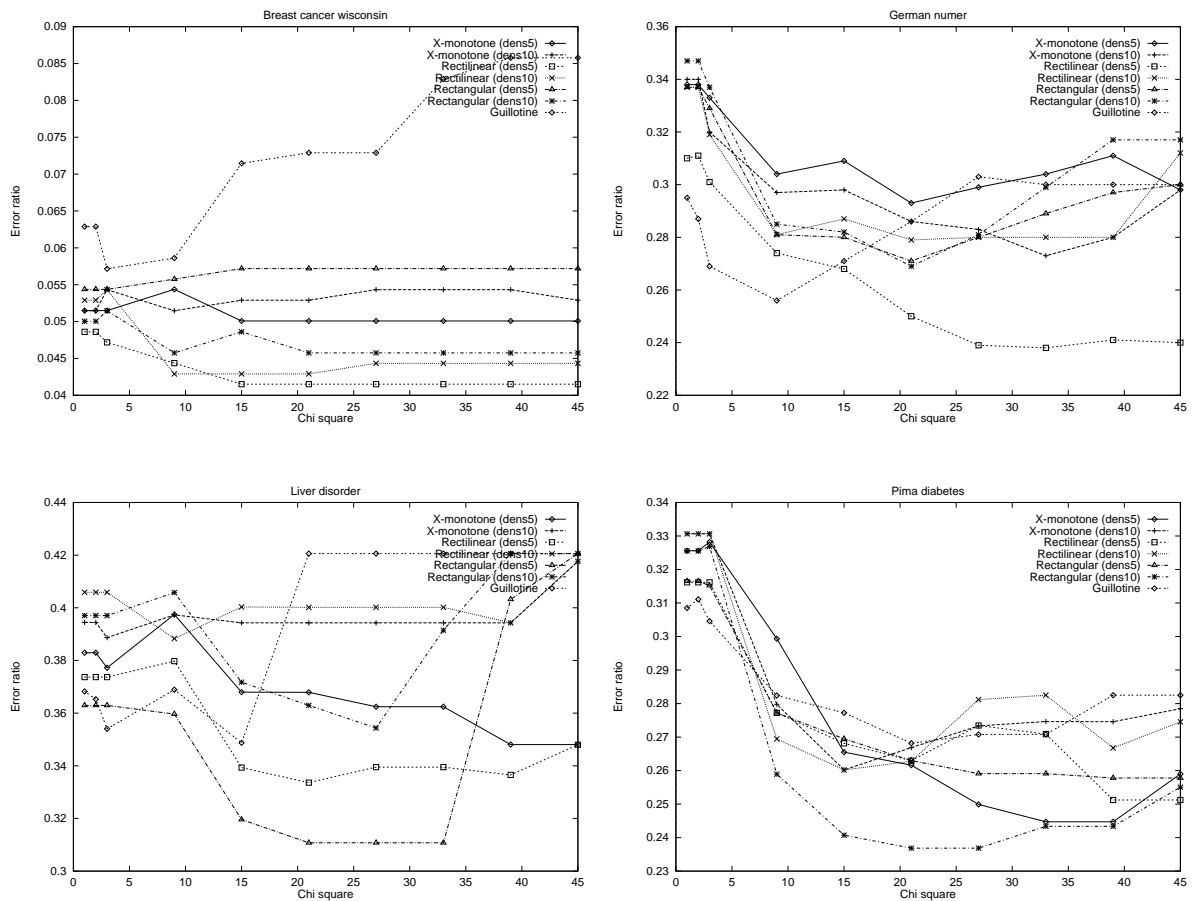 Breast cancer wisconsin
0.09
0.085
0.08
0.075
0.07
0.065
0.06
0.055
0.05
0.045
0.04
Error ratio
X-monotone (dens5)
X-monotone (dens10)
Rectilinear (dens5)
Rectilinear (dens10)
Rectangular (dens5)
Rectangular (dens10)
Guillotine
0 5 10 15 20 25 30 35 40 45
Chi square
German numer
0.36
0.34
0.32
0.3
0.28
0.26
0.24
0.22
Error ratio
X-monotone (dens5)
X-monotone (dens10)
Rectilinear (dens5)
Rectilinear (dens10)
Rectangular (dens5)
Rectangular (dens10)
Guillotine
0 5 10 15 20 25 30 35 40 45
Chi square
Liver disorder
0.44
0.42
0.4
0.38
0.36
0.34
0.32
0.3
Error ratio
X-monotone (dens5)
X-monotone (dens10)
Rectilinear (dens5)
Rectilinear (dens10)
Rectangular (dens5)
Rectangular (dens10)
Guillotine
0 5 10 15 20 25 30 35 40 45
Chi square
Pima diabetes
0.34
0.33
0.32
0.31
0.3
0.29
0.28
0.27
0.26
0.25
0.24
0.23
Error ratio
X-monotone (dens5)
X-monotone (dens10)
Rectilinear (dens5)
Rectilinear (dens10)
Rectangular (dens5)
Rectangular (dens10)
Guillotine
0 5 10 15 20 25 30 35 40 45
Chi square